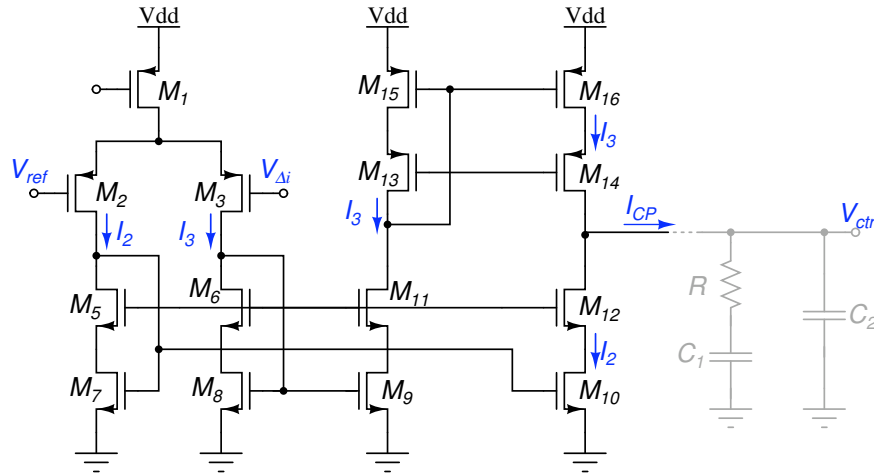 Vdd Vdd Vdd
M1 M15 M16
I3
Vref VΔi M13 M14
M2 M3
I2 I3 I3 ICP Vctr
M5 M6 M11 M12 R C2
I2
M7 M8 M9 M10 C1